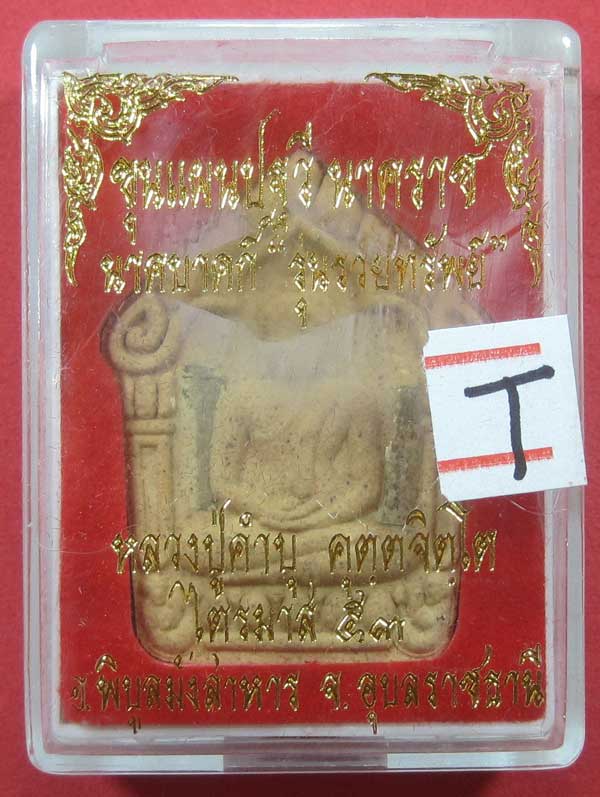 ขุนแผนปฐวี นาคราช
นาคบาดกี่ "รุ่นรวยทรัพย์"
T
หลวงปู่คำบุ คุตฺตจิตฺโต
ไตรมาส ๕๓
อ.พิบูลมังสาหาร จ.อุบลราชธานี